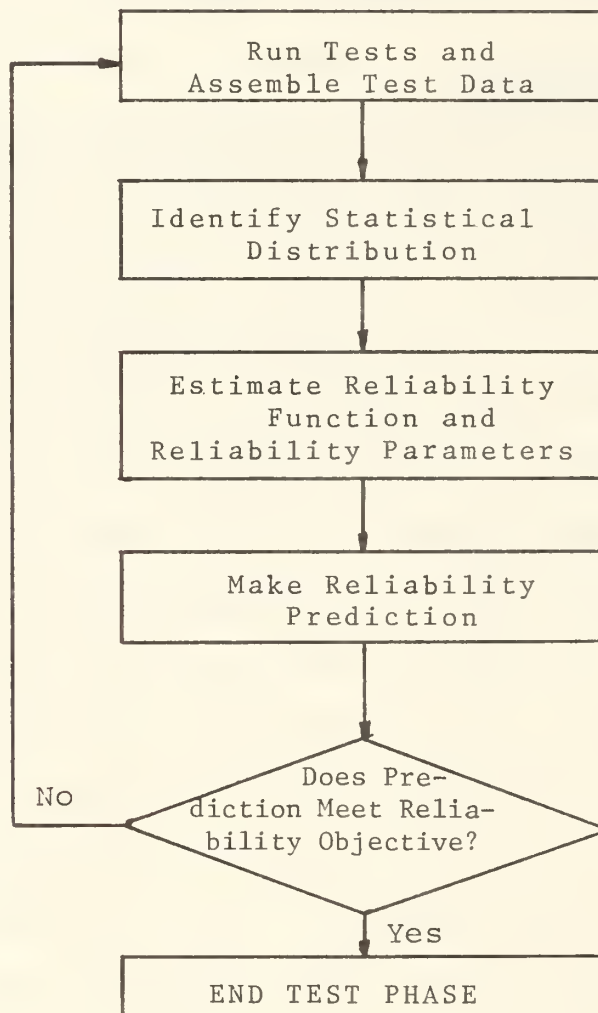 Run Tests and
Assemble Test Data
Identify Statistical
Distribution
Estimate Reliability
Function and
Reliability Parameters
Make Reliability
Prediction
Does Pre-
diction Meet Relia-
bility Objective?
No
Yes
END TEST PHASE